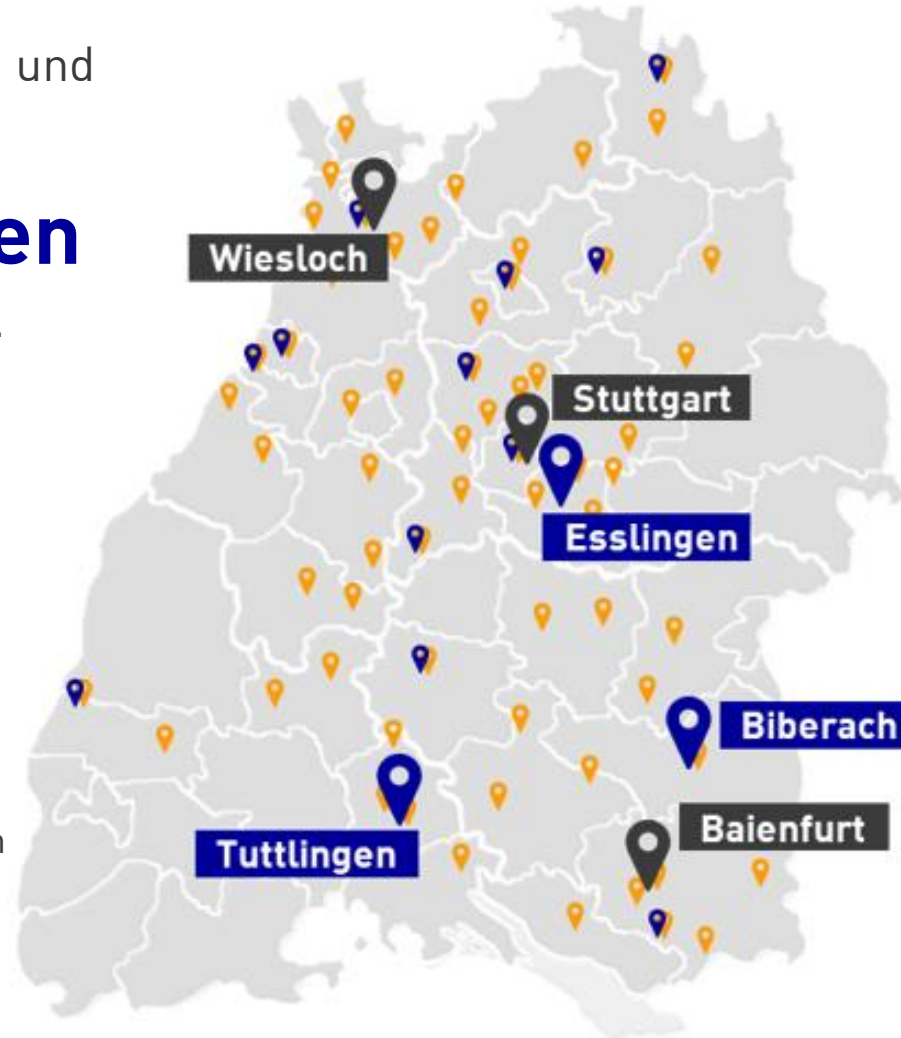 und
en
Wiesloch
Stuttgart
Esslingen
Biberach
Baienfurt
Tuttlingen